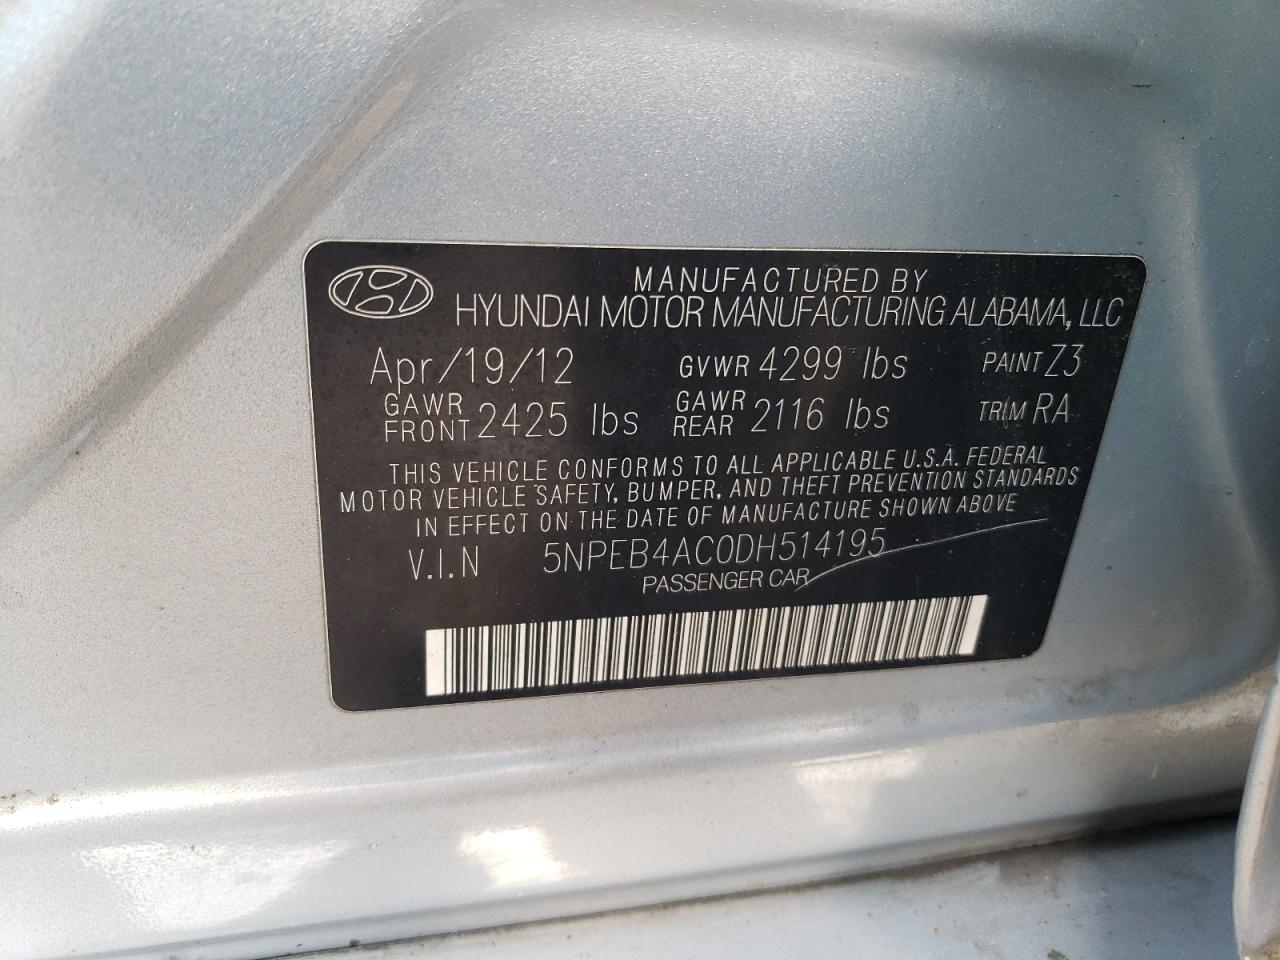 MANUFACTURED BY
HYUNDAI MOTOR MANUFACTURING ALABAMA, LLC
Apr/19/12 GVWR 4299 lbs PAINT Z3
GAWR FRONT 2425 lbs GAWR REAR 2116 lbs TRIM RA
THIS VEHICLE CONFORMS TO ALL APPLICABLE U.S.A. FEDERAL
MOTOR VEHICLE SAFETY, BUMPER, AND THEFT PREVENTION STANDARDS
IN EFFECT ON THE DATE OF MANUFACTURE SHOWN ABOVE
V.I.N 5NPEB4AC0DH514195
PASSENGER CAR